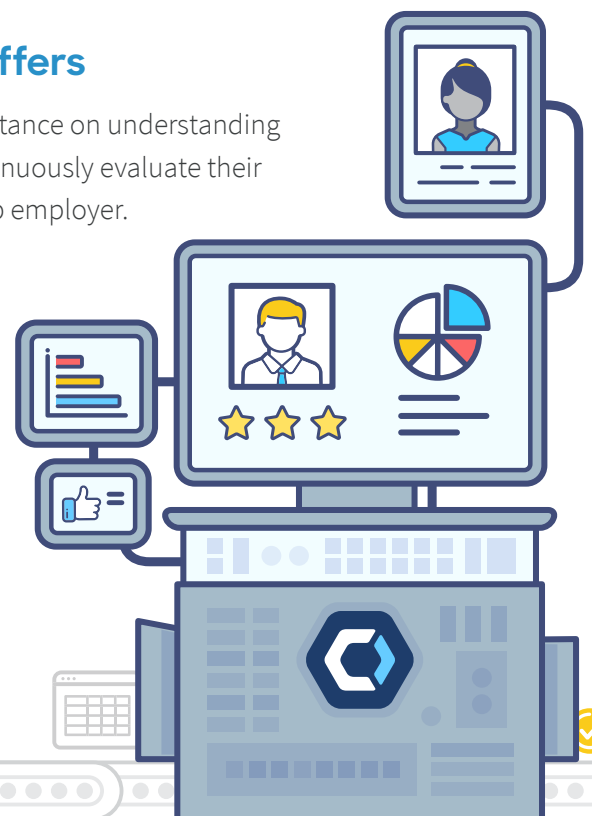 ffers
tance on understanding
nuously evaluate their
o employer.